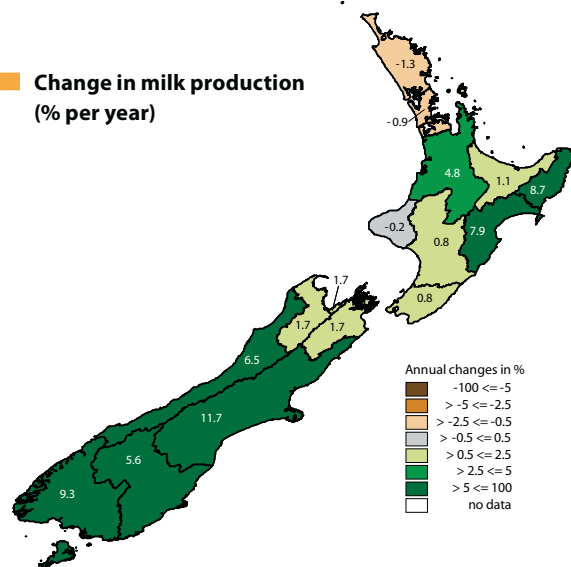 Change in milk production
(% per year)
-1.3
-0.9
4.8
1.1
8.7
-0.2
0.8
7.9
0.8
1.7
1.7
1.7
6.5
11.7
5.6
9.3
Annual changes in %
-100 <= -5
> -5 <= -2.5
> -2.5 <= -0.5
> -0.5 <= 0.5
> 0.5 <= 2.5
> 2.5 <= 5
> 5 <= 100
no data